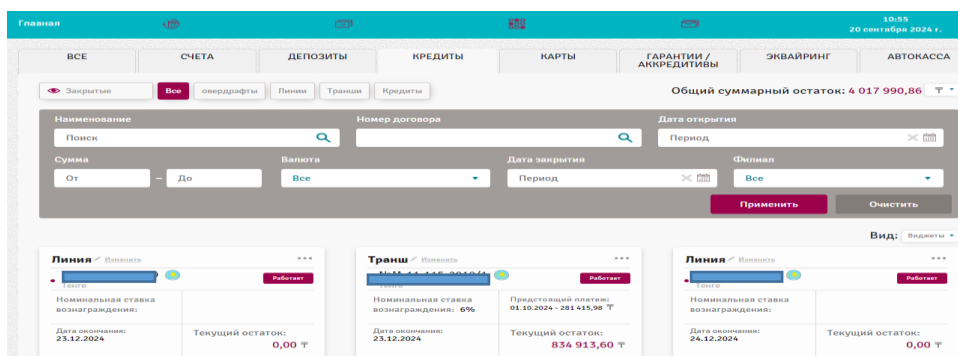 Главная
10:55
20 сентября 2024 г.
ВСЕ СЧЕТА ДЕПОЗИТЫ КРЕДИТЫ КАРТЫ ГАРАНТИИ / АККРЕДИТИВЫ ЭКВАЙРИНГ АВТОКАССА
Закрытые Все овердрафты Линии Транши Кредиты Общий суммарный остаток: 4 017 990,86 ₸
Наименование Номер договора Дата открытия
Поиск Период
Сумма Валюта Дата закрытия Филиал
От – До Все Период Все
Применить Очистить
Вид: Виджеты
Линия Изменить
Работает
Тенге
Номинальная ставка
вознаграждения:
Дата окончания:
23.12.2024
Текущий остаток:
0,00 ₸
Транш Изменить
Работает
Тенге
Номинальная ставка
вознаграждения: 6%
Предстоящий платеж:
01.10.2024 - 281 415,98 ₸
Дата окончания:
23.12.2024
Текущий остаток:
834 913,60 ₸
Линия Изменить
Работает
Тенге
Номинальная ставка
вознаграждения:
Дата окончания:
24.12.2024
Текущий остаток:
0,00 ₸